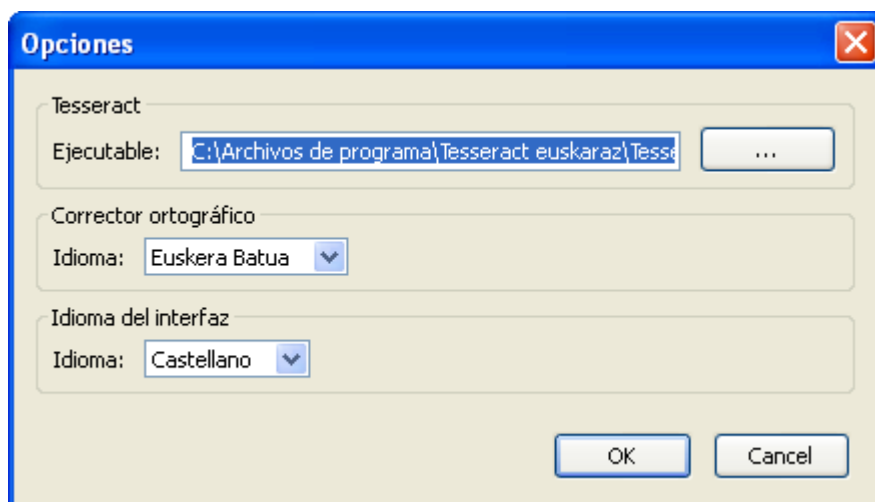 Opciones
Tesseract
Ejecutable: C:\Archivos de programa\Tesseract euskaraz\Tesse ...
Corrector ortográfico
Idioma: Euskera Batua
Idioma del interfaz
Idioma: Castellano
OK Cancel